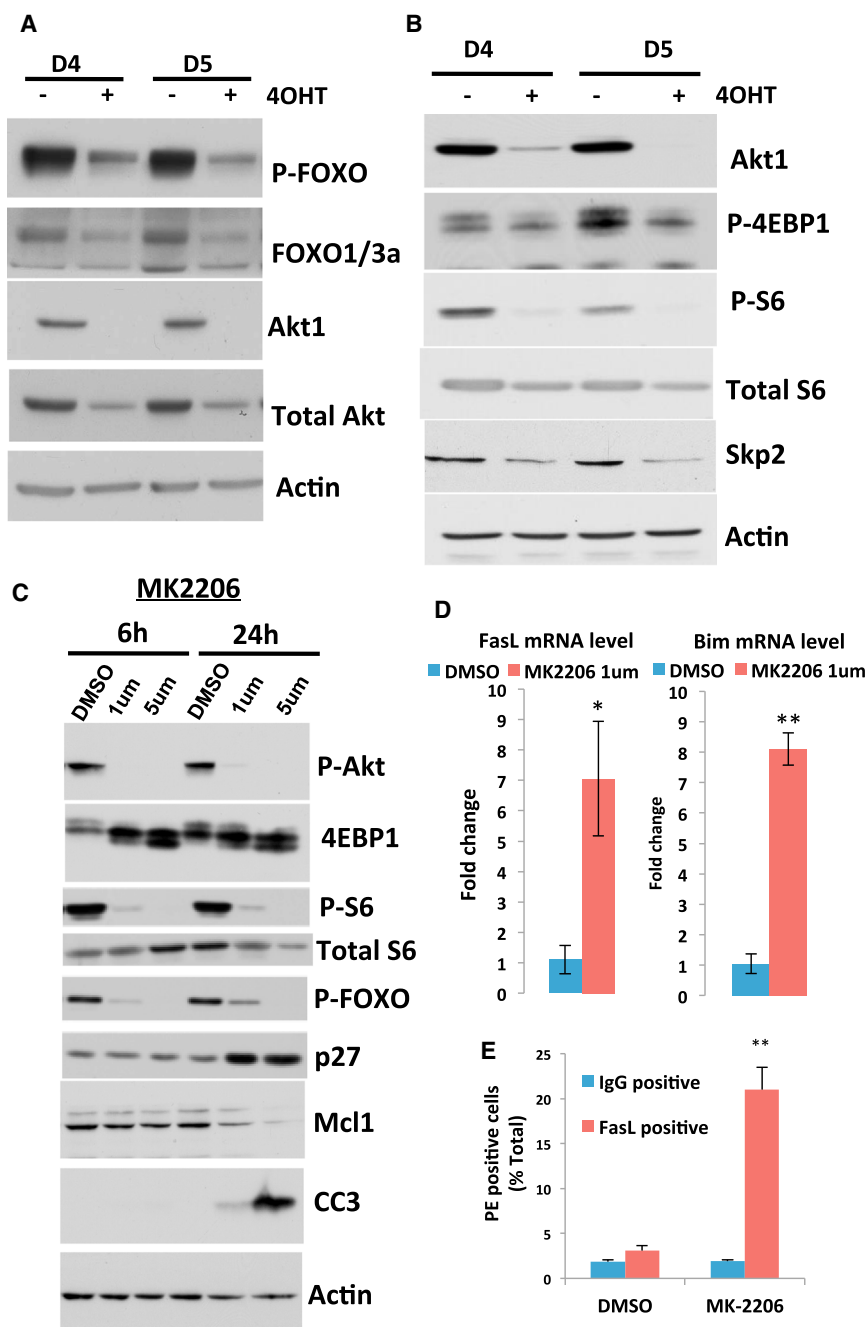 A
D4 D5
- + - + 4OHT
P-FOXO
FOXO1/3a
Akt1
Total Akt
Actin
B
D4 D5
- + - + 4OHT
Akt1
P-4EBP1
P-S6
Total S6
Skp2
Actin
C
MK2206
6h 24h
DMSO 1um 5um DMSO 1um 5um
P-Akt
4EBP1
P-S6
Total S6
P-FOXO
p27
Mcl1
CC3
Actin
D
FasL mRNA level
DMSO MK2206 1um
Fold change
10
9
8
7
6
5
4
3
2
1
0
*
Bim mRNA level
DMSO MK2206 1um
Fold change
10
9
8
7
6
5
4
3
2
1
0
**
E
PE positive cells
(% Total)
25
20
15
10
5
0
IgG positive
FasL positive
**
DMSO MK-2206